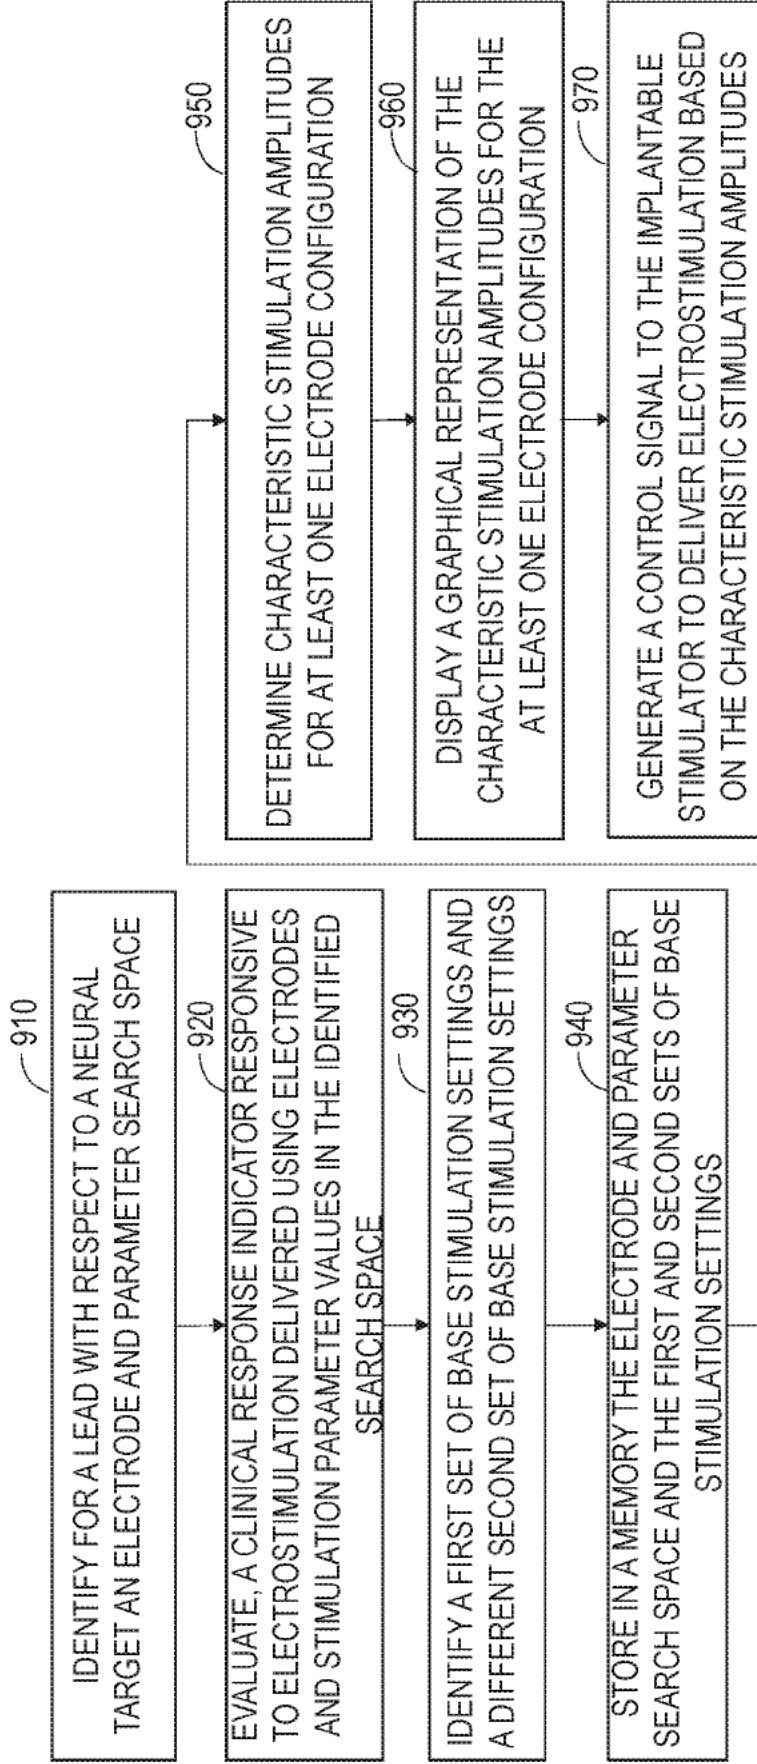 910
IDENTIFY FOR A LEAD WITH RESPECT TO A NEURAL
TARGET AN ELECTRODE AND PARAMETER SEARCH SPACE
920
EVALUATE, A CLINICAL RESPONSE INDICATOR RESPONSIVE
TO ELECTROSTIMULATION DELIVERED USING ELECTRODES
AND STIMULATION PARAMETER VALUES IN THE IDENTIFIED
SEARCH SPACE
930
IDENTIFY A FIRST SET OF BASE STIMULATION SETTINGS AND
A DIFFERENT SECOND SET OF BASE STIMULATION SETTINGS
940
STORE IN A MEMORY THE ELECTRODE AND PARAMETER
SEARCH SPACE AND THE FIRST AND SECOND SETS OF BASE
STIMULATION SETTINGS
950
DETERMINE CHARACTERISTIC STIMULATION AMPLITUDES
FOR AT LEAST ONE ELECTRODE CONFIGURATION
960
DISPLAY A GRAPHICAL REPRESENTATION OF THE
CHARACTERISTIC STIMULATION AMPLITUDES FOR THE
AT LEAST ONE ELECTRODE CONFIGURATION
970
GENERATE A CONTROL SIGNAL TO THE IMPLANTABLE
STIMULATOR TO DELIVER ELECTROSTIMULATION BASED
ON THE CHARACTERISTIC STIMULATION AMPLITUDES